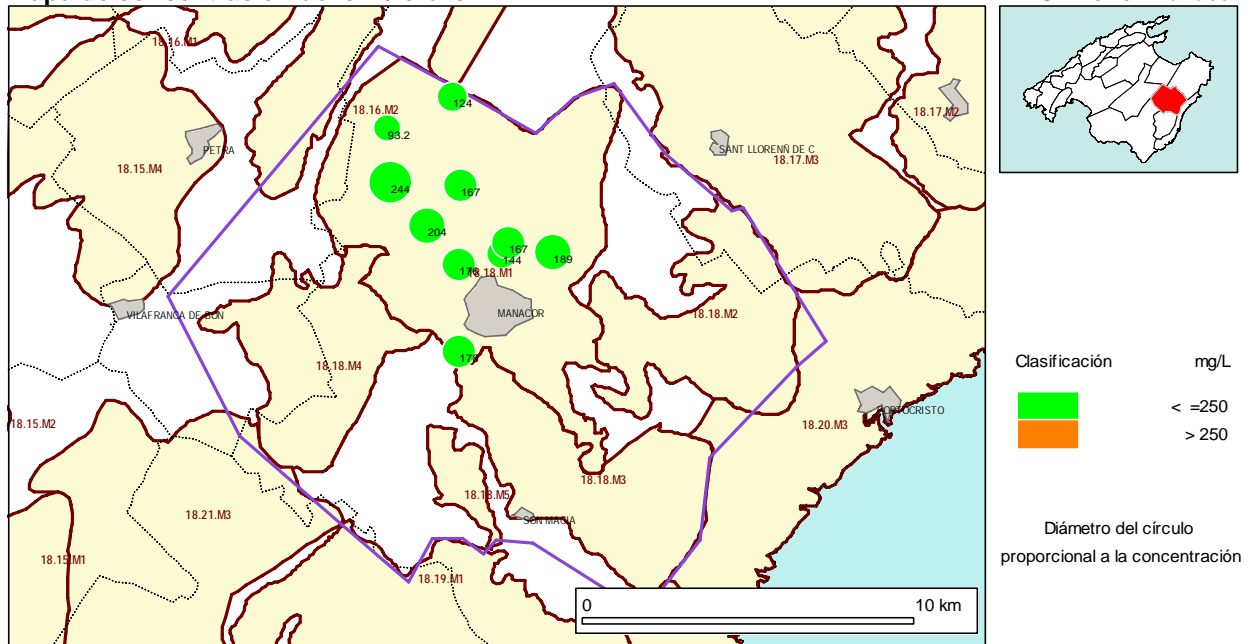 18.16.M1
124
18.16.M2
93.2
18.17.M2
PETRA
SANT LLORENÑ DE C
18.17.M3
18.15.M4
244
167
204
167
144
189
176
18.18.M1
MANACOR
VILAFRANCA DE BON
18.18.M2
18.18.M4
178
PORTOCRISTO
18.15.M2
18.20.M3
18.18.M3
18.18.M5
SON MACIA
18.21.M3
18.15.M1
18.19.M1
0 10 km
Clasificación mg/L
< =250
> 250
Diámetro del círculo
proporcional a la concentración